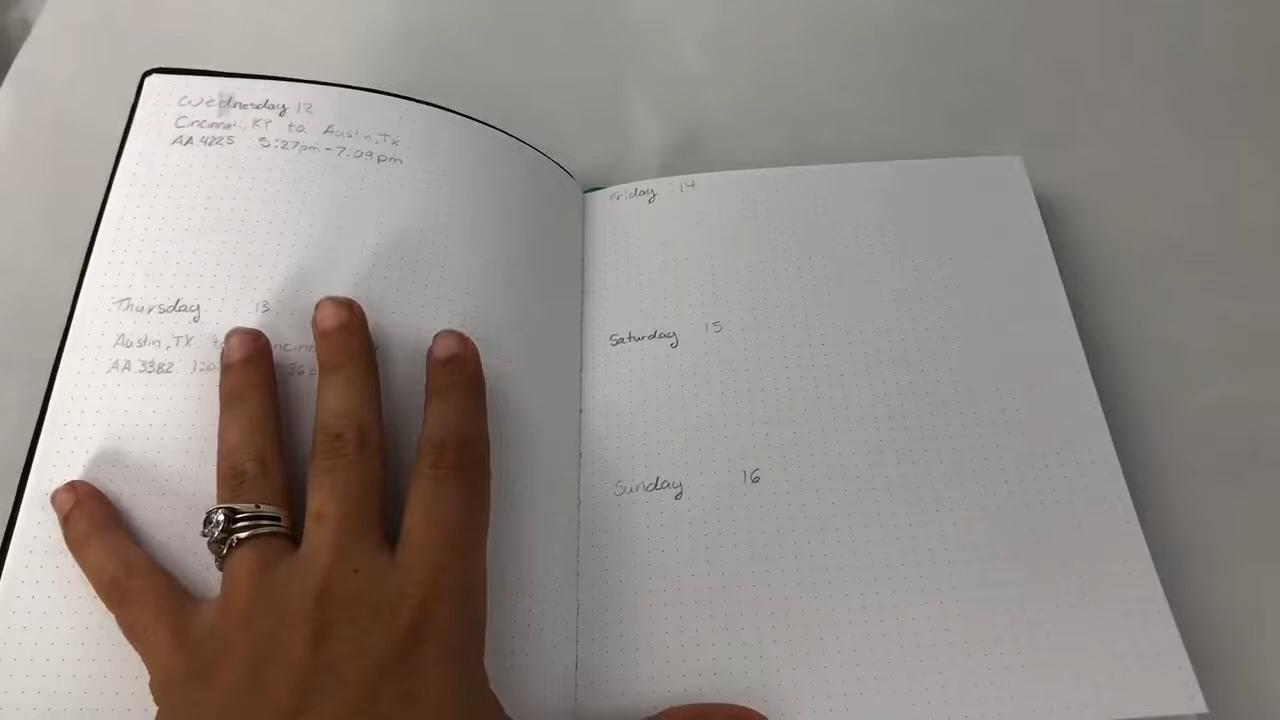 Wednesday 12
Cincinnati, KY to Austin, Tx
AA 4225 5:27pm-7:09pm
Thursday 13
Austin, TX
AA 3382
Friday 14
Saturday 15
Sunday 16